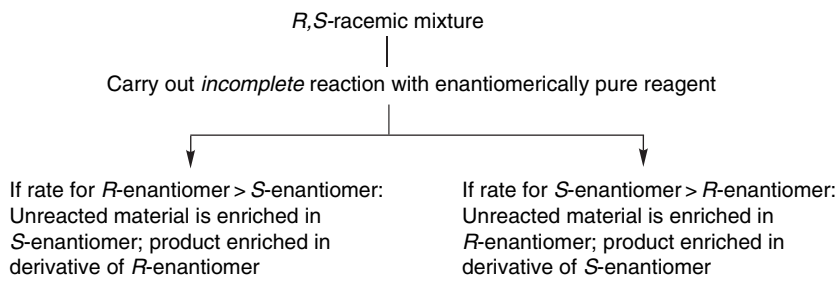 R,S-racemic mixture
Carry out incomplete reaction with enantiomerically pure reagent
If rate for R-enantiomer > S-enantiomer:
Unreacted material is enriched in
S-enantiomer; product enriched in
derivative of R-enantiomer
If rate for S-enantiomer > R-enantiomer:
Unreacted material is enriched in
R-enantiomer; product enriched in
derivative of S-enantiomer